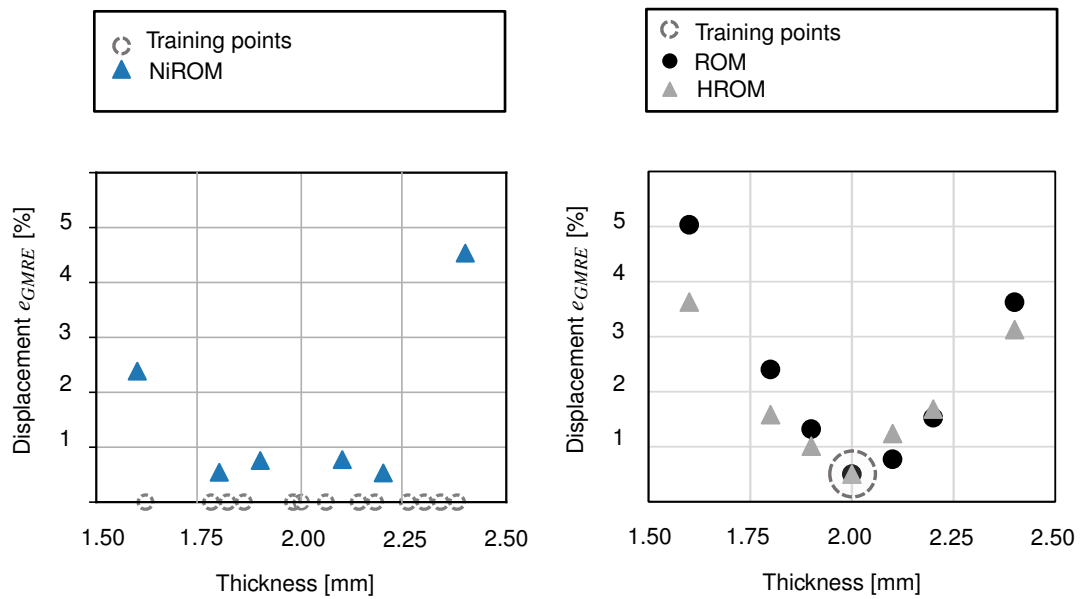 Training points
NiROM
Displacement eGMRE [%]
5
4
3
2
1
1.50 1.75 2.00 2.25 2.50
Thickness [mm]
Training points
ROM
HROM
Displacement eGMRE [%]
5
4
3
2
1
1.50 1.75 2.00 2.25 2.50
Thickness [mm]